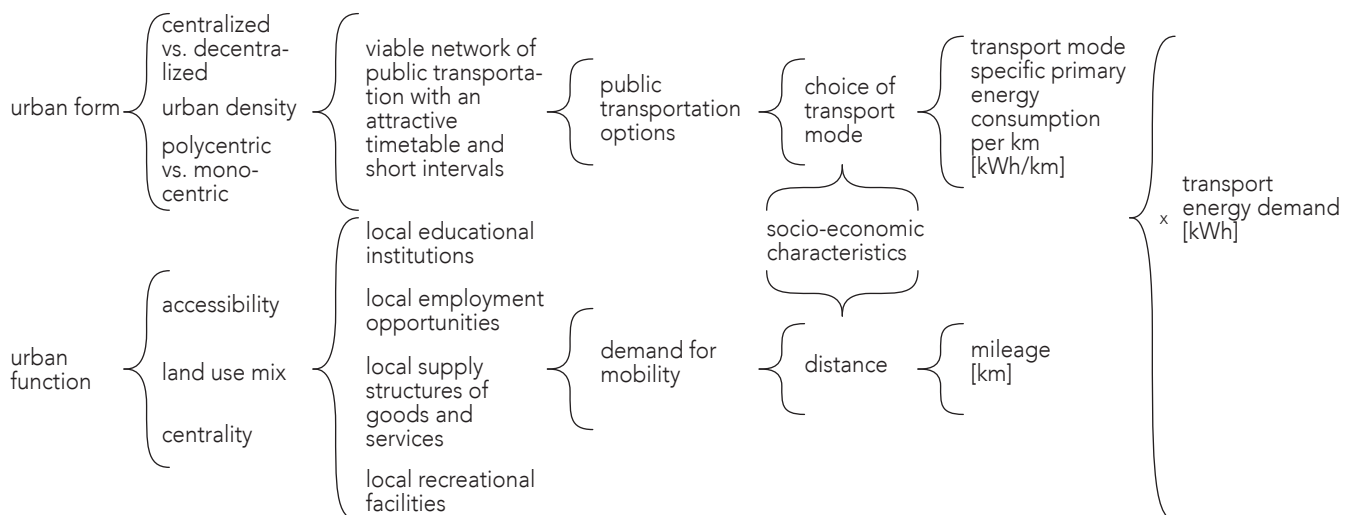 urban form
centralized
vs. decentra-
lized
urban density
polycentric
vs. mono-
centric
viable network of
public transporta-
tion with an
attractive
timetable and
short intervals
public
transportation
options
choice of
transport
mode
transport mode
specific primary
energy
consumption
per km
[kWh/km]
socio-economic
characteristics
x
transport
energy demand
[kWh]
urban
function
accessibility
land use mix
centrality
local educational
institutions
local employment
opportunities
local supply
structures of
goods and
services
local recreational
facilities
demand for
mobility
distance
mileage
[km]